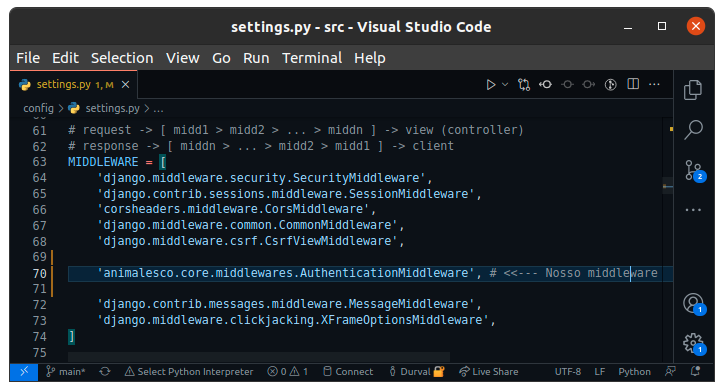 settings.py - src - Visual Studio Code
File Edit Selection View Go Run Terminal Help
settings.py 1, M
config > settings.py > ...
61 # request -> [ midd1 > midd2 > ... > middn ] -> view (controller)
62 # response -> [ middn > ... > midd2 > midd1 ] -> client
63 MIDDLEWARE = [
64 'django.middleware.security.SecurityMiddleware',
65 'django.contrib.sessions.middleware.SessionMiddleware',
66 'corsheaders.middleware.CorsMiddleware',
67 'django.middleware.common.CommonMiddleware',
68 'django.middleware.csrf.CsrfViewMiddleware',
69
70 'animalesco.core.middlewares.AuthenticationMiddleware', # <<--- Nosso middleware
71
72 'django.contrib.messages.middleware.MessageMiddleware',
73 'django.middleware.clickjacking.XFrameOptionsMiddleware',
74 ]
75
2
1
1
main* Select Python Interpreter 0 1 Connect Durval Live Share UTF-8 LF Python